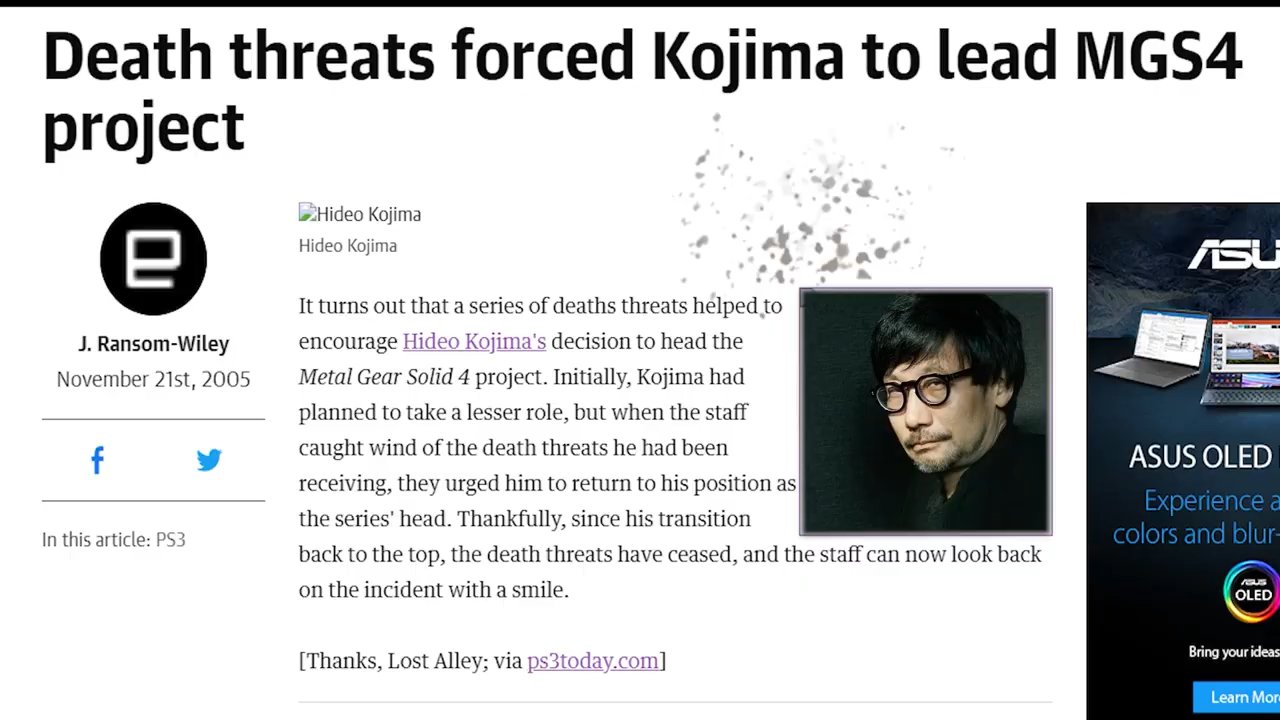 Death threats forced Kojima to lead MGS4
project
Hideo Kojima
Hideo Kojima
J. Ransom-Wiley
November 21st, 2005
In this article: PS3
It turns out that a series of deaths threats helped to
encourage Hideo Kojima's decision to head the
Metal Gear Solid 4 project. Initially, Kojima had
planned to take a lesser role, but when the staff
caught wind of the death threats he had been
receiving, they urged him to return to his position as
the series' head. Thankfully, since his transition
back to the top, the death threats have ceased, and the staff can now look back
on the incident with a smile.
[Thanks, Lost Alley; via ps3today.com]
ASUS OLED
Experience a
colors and blur-
ASUS
OLED
Bring your ideas
Learn